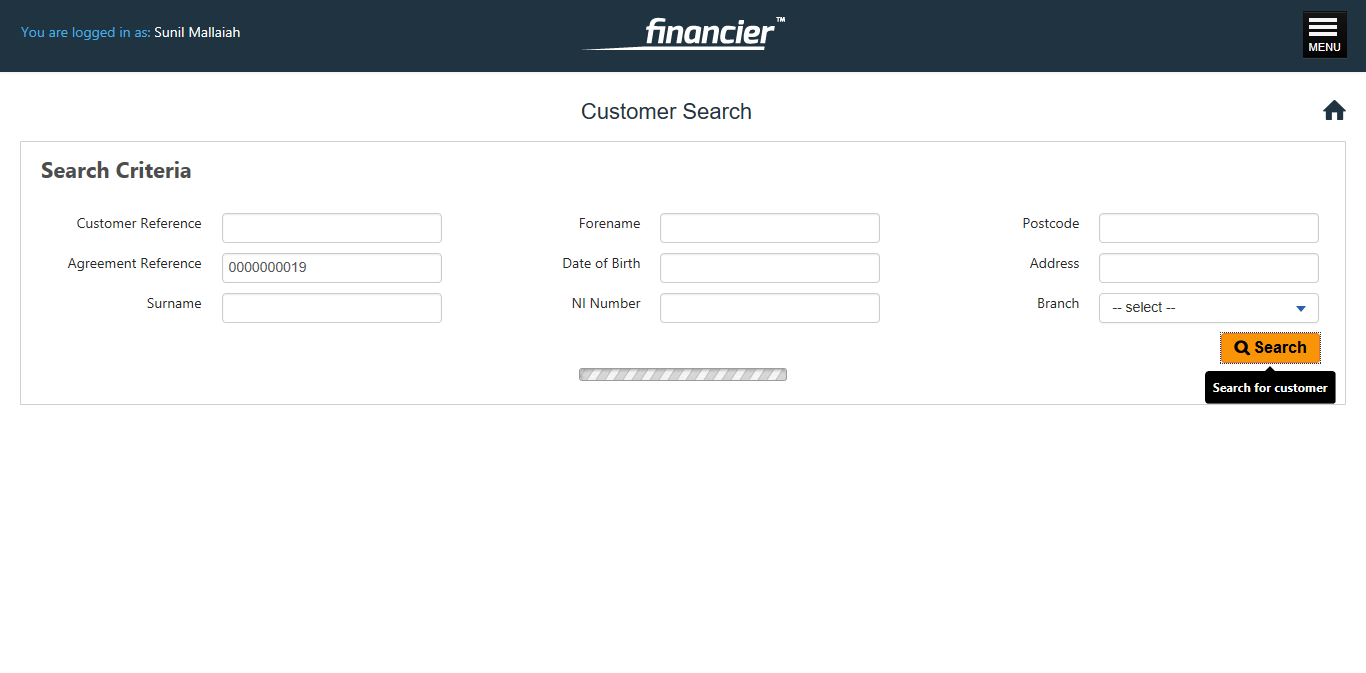 You are logged in as: Sunil Mallaiah
financier™
MENU
Customer Search
Search Criteria
Customer Reference
Forename
Postcode
Agreement Reference 0000000019
Date of Birth
Address
Surname
NI Number
Branch -- select --
Search
Search for customer